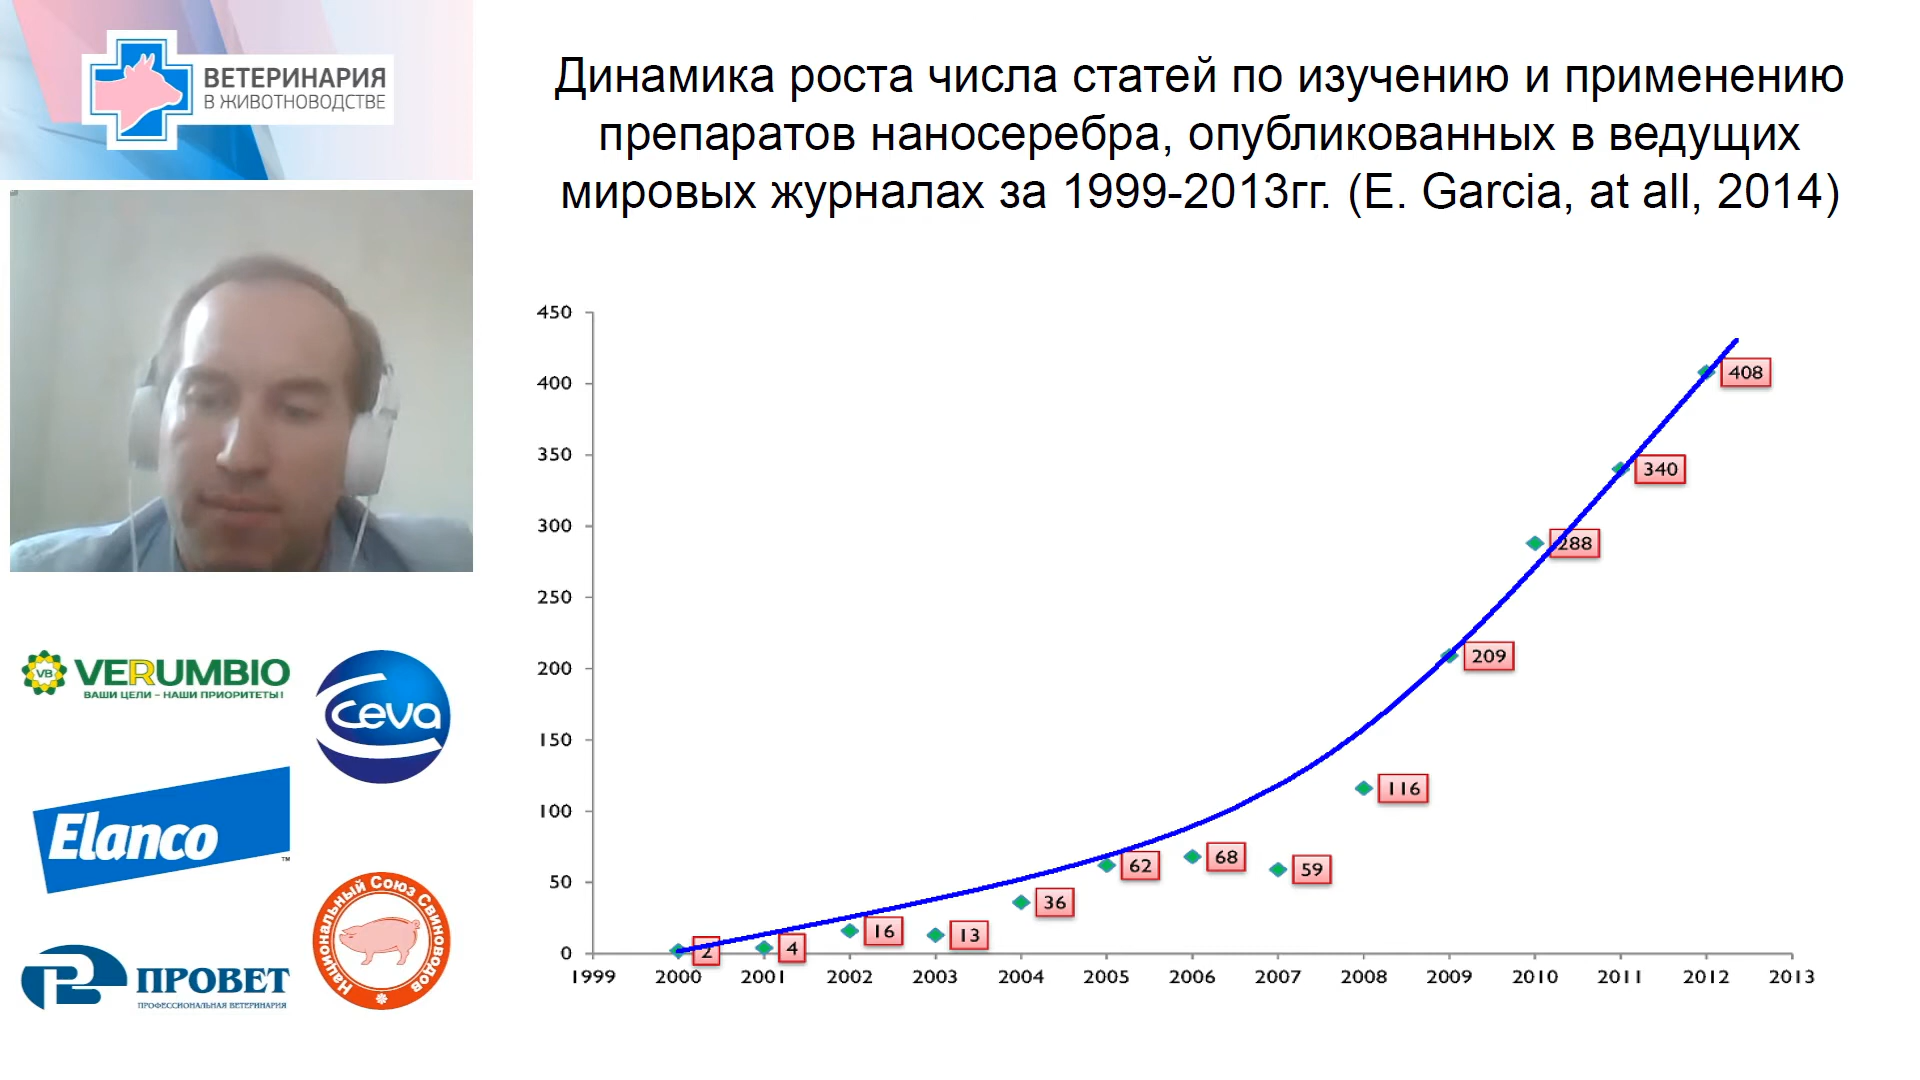 ВЕТЕРИНАРИЯ
В ЖИВОТНОВОДСТВЕ
Динамика роста числа статей по изучению и применению
препаратов наносеребра, опубликованных в ведущих
мировых журналах за 1999-2013гг. (E. Garcia, at all, 2014)
450
400
350
300
250
200
150
100
50
0
1999 2000 2001 2002 2003 2004 2005 2006 2007 2008 2009 2010 2011 2012 2013
2
4
16
13
36
62
68
59
116
209
288
340
408
VB VERUMBIO
ВАШИ ЦЕЛИ – НАШИ ПРИОРИТЕТЫ!
Ceva
Elanco
™
Национальный Союз Свиноводов
ПРОВЕТ
ПРОФЕССИОНАЛЬНАЯ ВЕТЕРИНАРИЯ